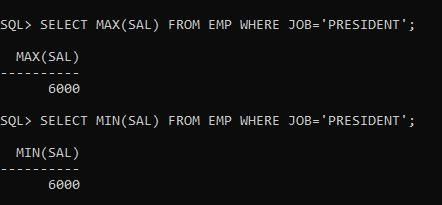 SQL> SELECT MAX(SAL) FROM EMP WHERE JOB='PRESIDENT';
MAX(SAL)
----------
6000
SQL> SELECT MIN(SAL) FROM EMP WHERE JOB='PRESIDENT';
MIN(SAL)
----------
6000